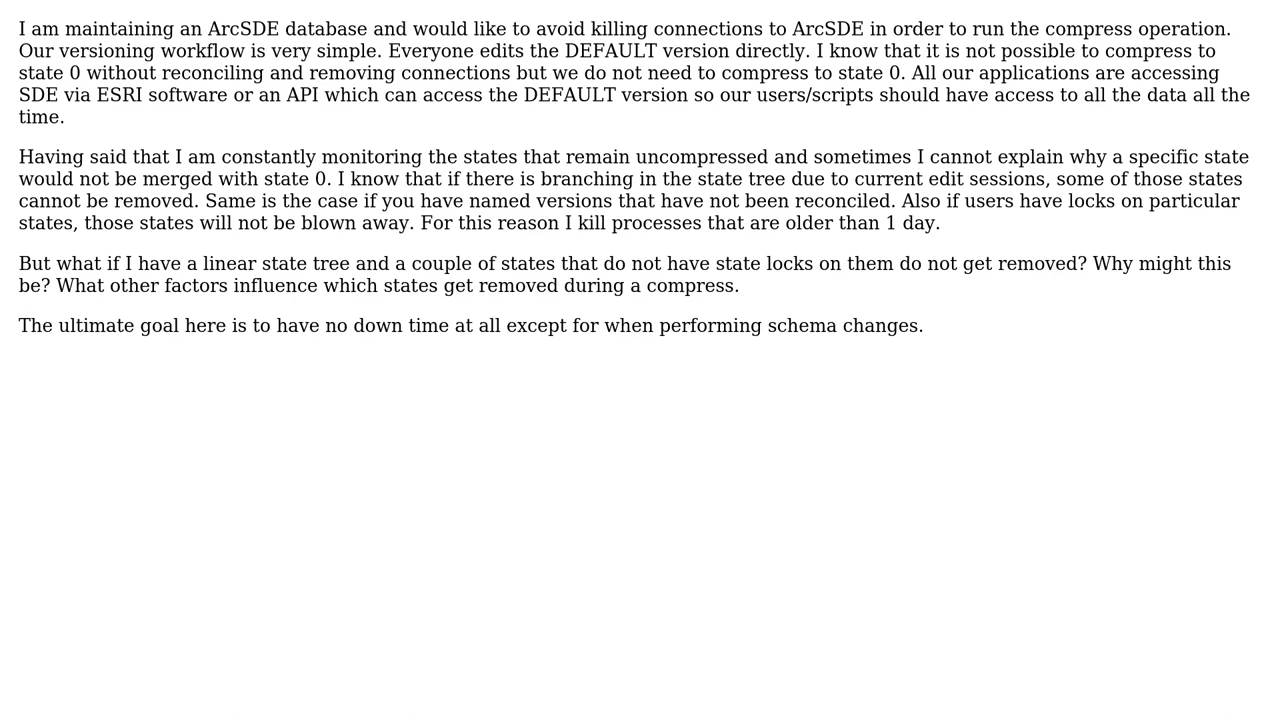 I am maintaining an ArcSDE database and would like to avoid killing connections to ArcSDE in order to run the compress operation.
Our versioning workflow is very simple. Everyone edits the DEFAULT version directly. I know that it is not possible to compress to
state 0 without reconciling and removing connections but we do not need to compress to state 0. All our applications are accessing
SDE via ESRI software or an API which can access the DEFAULT version so our users/scripts should have access to all the data all the
time.
Having said that I am constantly monitoring the states that remain uncompressed and sometimes I cannot explain why a specific state
would not be merged with state 0. I know that if there is branching in the state tree due to current edit sessions, some of those states
cannot be removed. Same is the case if you have named versions that have not been reconciled. Also if users have locks on particular
states, those states will not be blown away. For this reason I kill processes that are older than 1 day.
But what if I have a linear state tree and a couple of states that do not have state locks on them do not get removed? Why might this
be? What other factors influence which states get removed during a compress.
The ultimate goal here is to have no down time at all except for when performing schema changes.